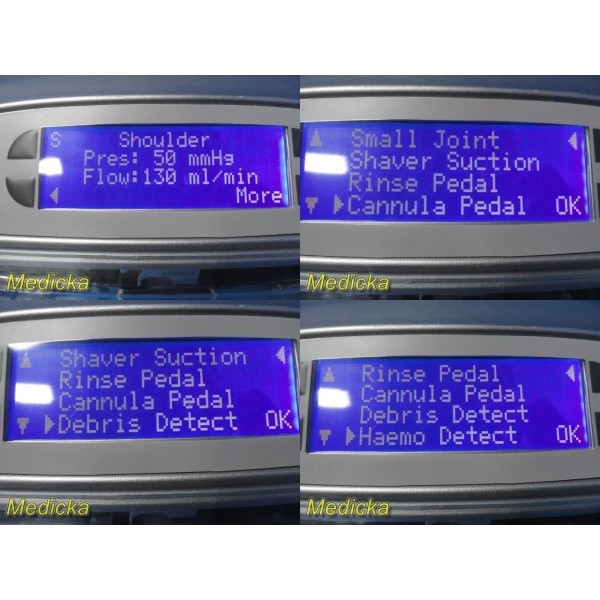 S Shoulder
Pres: 50 mmHg
Flow:130 ml/min
More
Medicka
Small Joint
Shaver Suction
Rinse Pedal
Cannula Pedal OK
Medicka
Shaver Suction
Rinse Pedal
Cannula Pedal
Debris Detect OK
Medicka
Rinse Pedal
Cannula Pedal
Debris Detect
Haemo Detect OK
Medicka